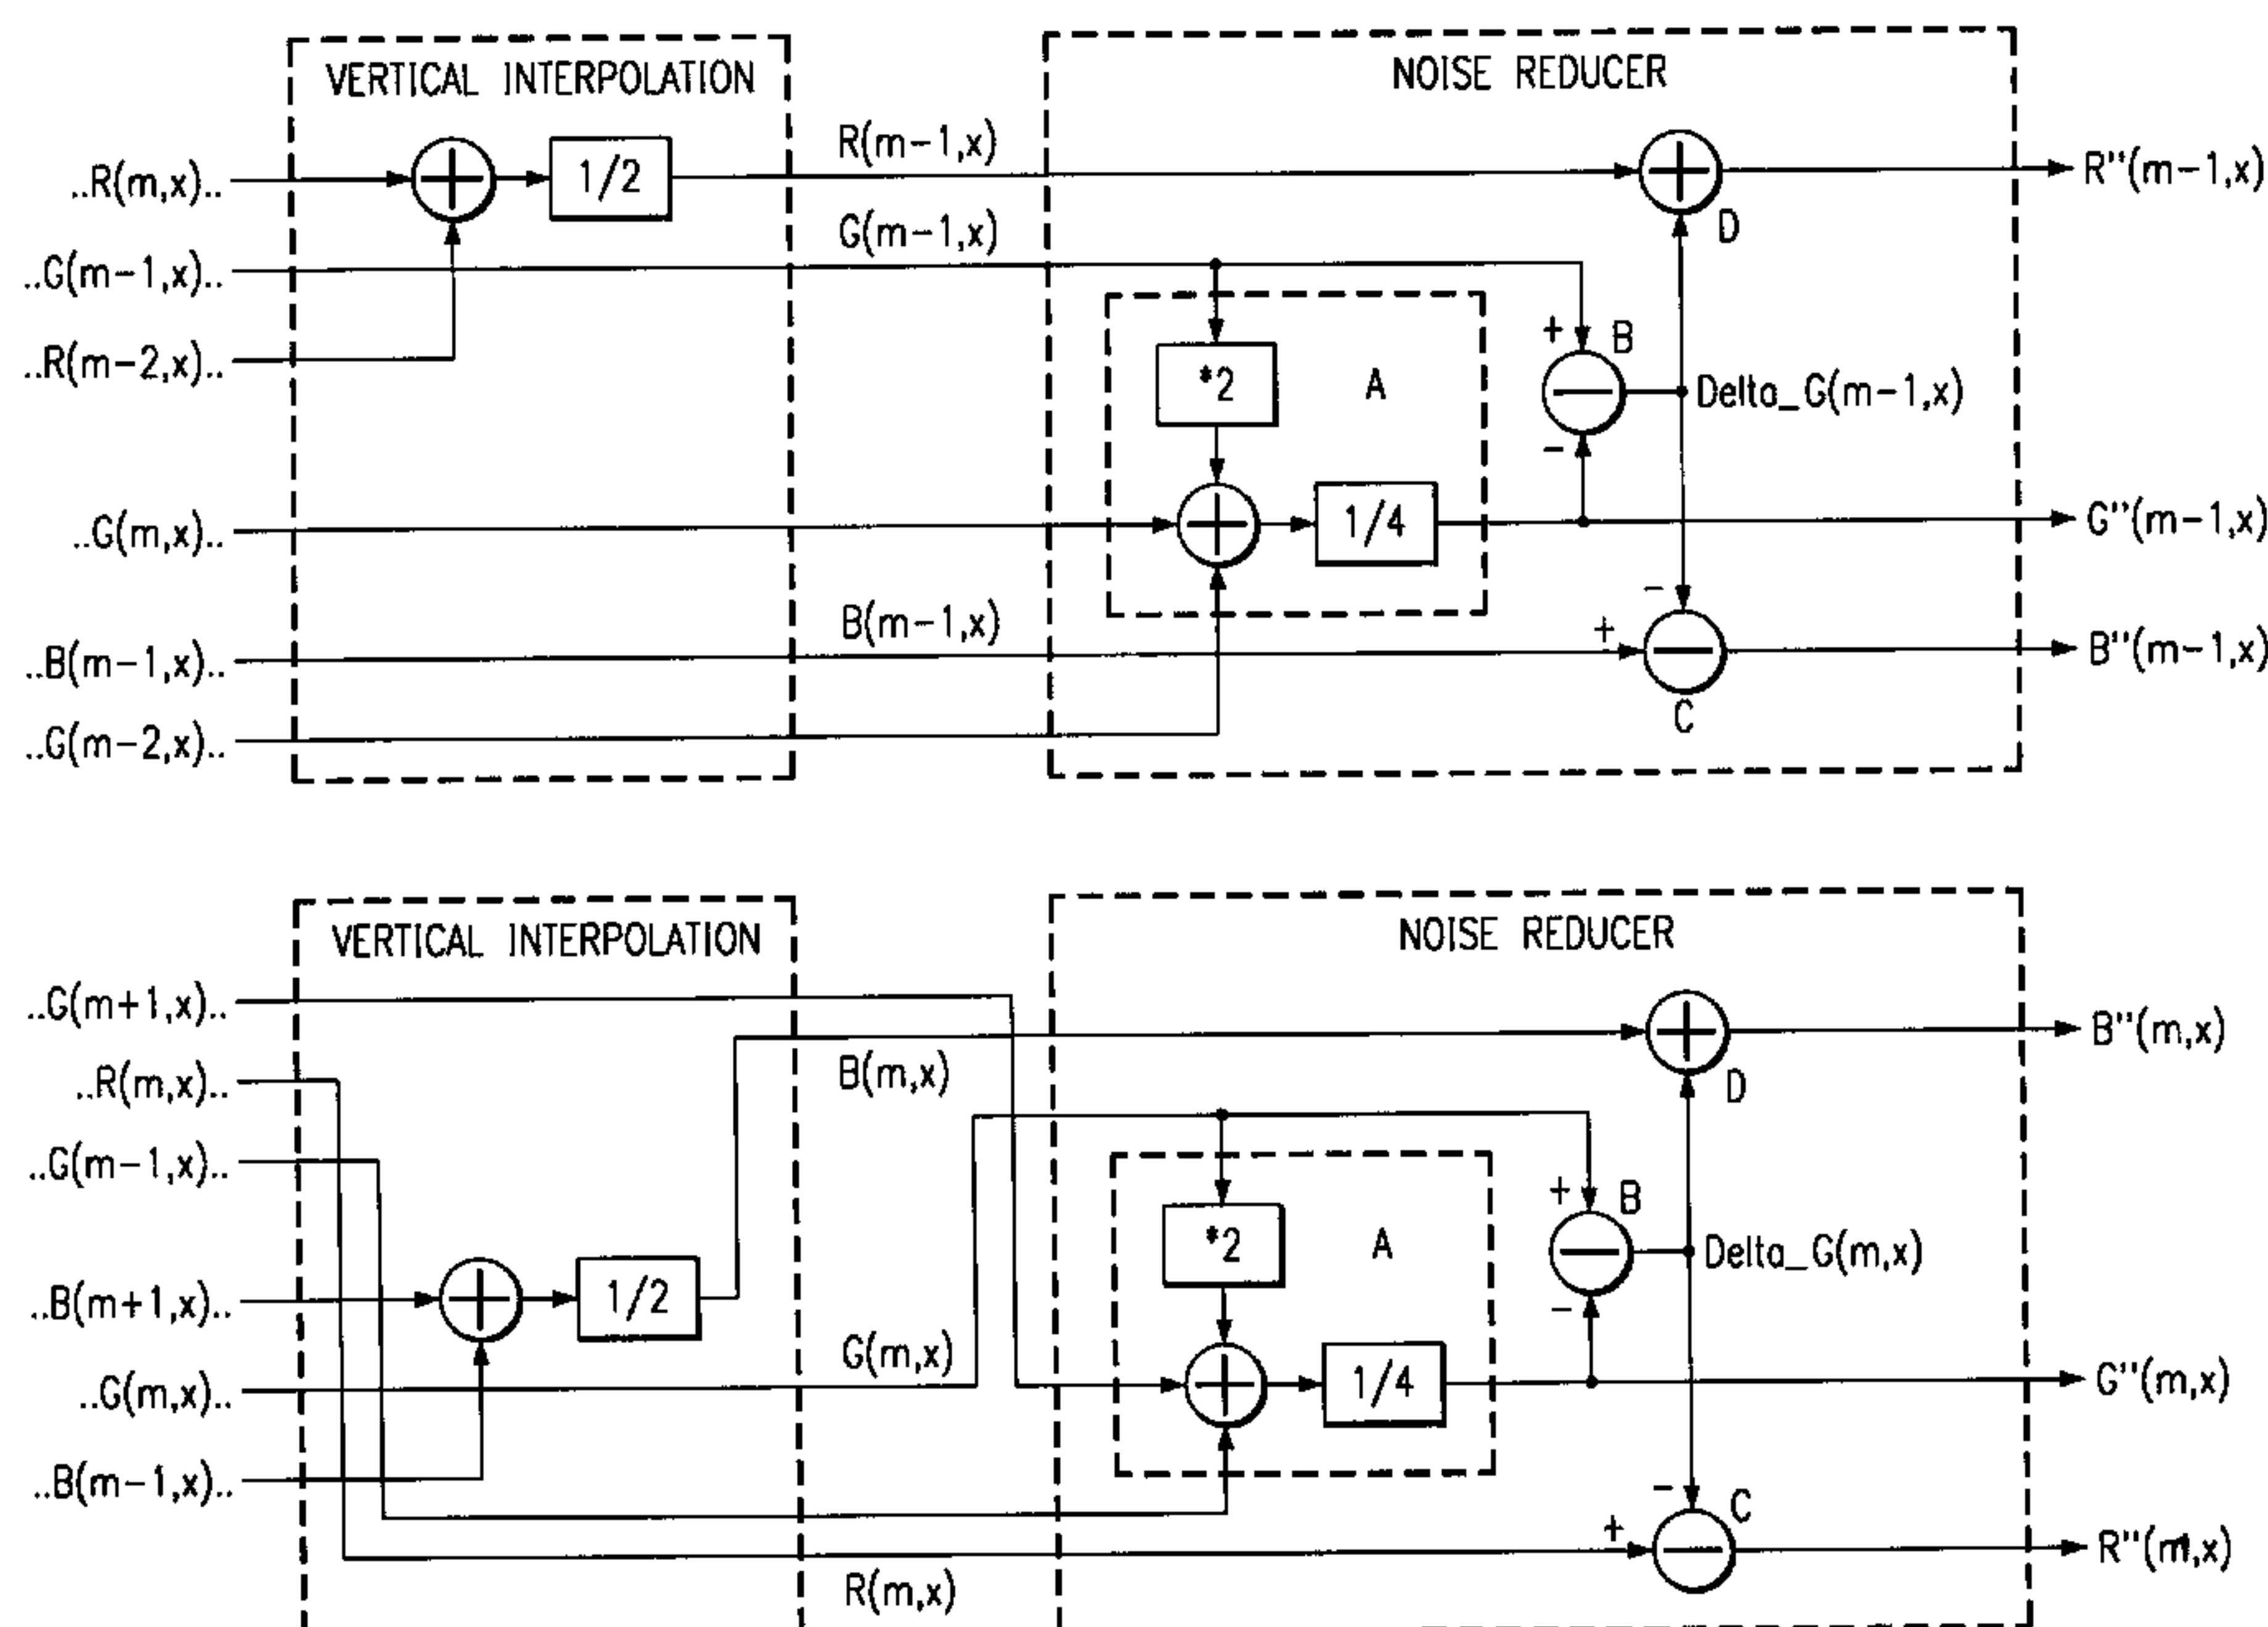 VERTICAL INTERPOLATION
NOISE REDUCER
..R(m,x)..
1/2
R(m-1,x)
D
R''(m-1,x)
..G(m-1,x)..
G(m-1,x)
..R(m-2,x)..
*2
A
+
B
-
Delta_G(m-1,x)
..G(m,x)..
1/4
G''(m-1,x)
..B(m-1,x)..
B(m-1,x)
-
+
C
B''(m-1,x)
..G(m-2,x)..
VERTICAL INTERPOLATION
NOISE REDUCER
..G(m+1,x)..
B(m,x)
D
B''(m,x)
..R(m,x)..
..G(m-1,x)..
*2
A
+
B
-
Delta_G(m,x)
..B(m+1,x)..
1/2
..G(m,x)..
G(m,x)
1/4
G''(m,x)
..B(m-1,x)..
-
+
C
R(m,x)
R''(m,x)